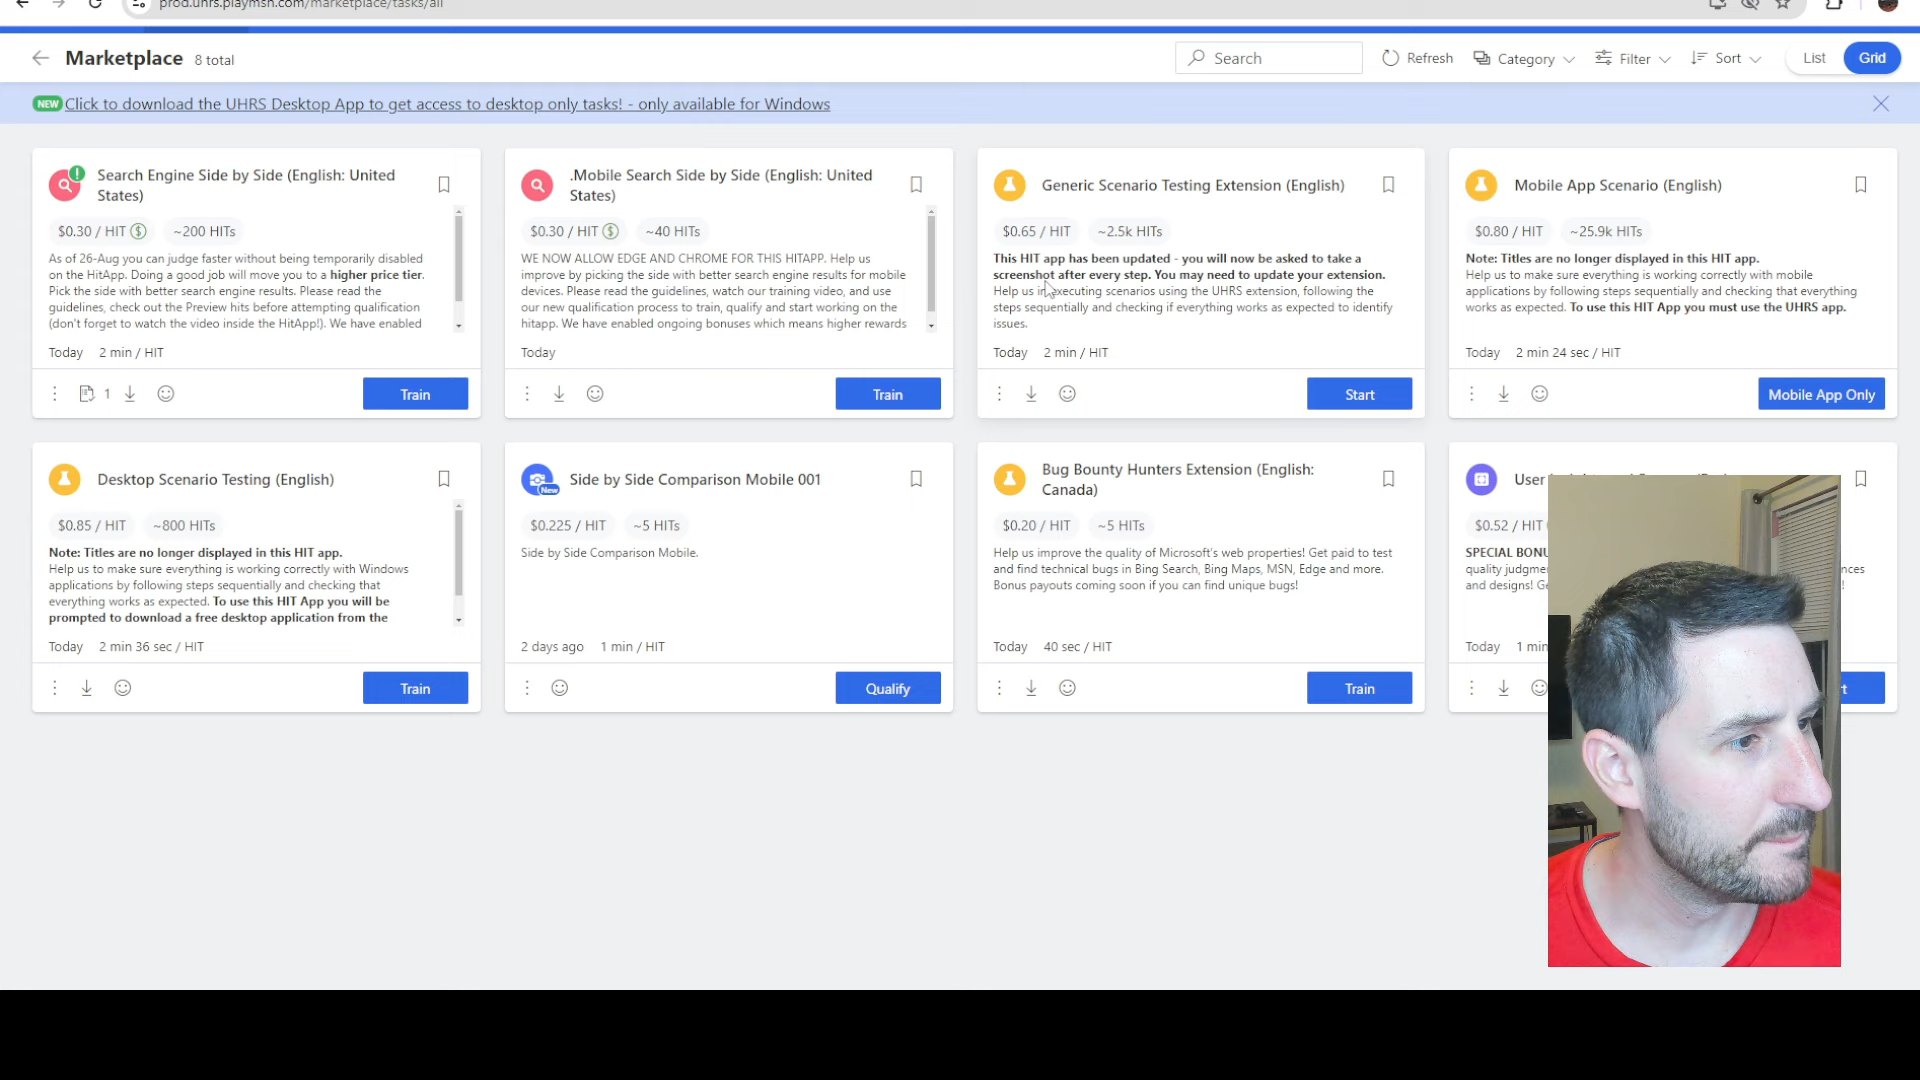 prod.uhrs.playmsn.com/marketplace/tasks/all
Marketplace 8 total
Search
Refresh
Category
Filter
Sort
List
Grid
NEW Click to download the UHRS Desktop App to get access to desktop only tasks! - only available for Windows
Search Engine Side by Side (English: United
States)
$0.30 / HIT $ ~200 HITs
As of 26-Aug you can judge faster without being temporarily disabled
on the HitApp. Doing a good job will move you to a higher price tier.
Pick the side with better search engine results. Please read the
guidelines, check out the Preview hits before attempting qualification
(don't forget to watch the video inside the HitApp!). We have enabled
Today 2 min / HIT
1
Train
.Mobile Search Side by Side (English: United
States)
$0.30 / HIT $ ~40 HITs
WE NOW ALLOW EDGE AND CHROME FOR THIS HITAPP. Help us
improve by picking the side with better search engine results for mobile
devices. Please read the guidelines, watch our training video, and use
our new qualification process to train, qualify and start working on the
hitapp. We have enabled ongoing bonuses which means higher rewards
Today
Train
Generic Scenario Testing Extension (English)
$0.65 / HIT ~2.5k HITs
This HIT app has been updated - you will now be asked to take a
screenshot after every step. You may need to update your extension.
Help us in executing scenarios using the UHRS extension, following the
steps sequentially and checking if everything works as expected to identify
issues.
Today 2 min / HIT
Start
Mobile App Scenario (English)
$0.80 / HIT ~25.9k HITs
Note: Titles are no longer displayed in this HIT app.
Help us to make sure everything is working correctly with mobile
applications by following steps sequentially and checking that everything
works as expected. To use this HIT App you must use the UHRS app.
Today 2 min 24 sec / HIT
Mobile App Only
Desktop Scenario Testing (English)
$0.85 / HIT ~800 HITs
Note: Titles are no longer displayed in this HIT app.
Help us to make sure everything is working correctly with Windows
applications by following steps sequentially and checking that
everything works as expected. To use this HIT App you will be
prompted to download a free desktop application from the
Today 2 min 36 sec / HIT
Train
New
Side by Side Comparison Mobile 001
$0.225 / HIT ~5 HITs
Side by Side Comparison Mobile.
2 days ago 1 min / HIT
Qualify
Bug Bounty Hunters Extension (English:
Canada)
$0.20 / HIT ~5 HITs
Help us improve the quality of Microsoft's web properties! Get paid to test
and find technical bugs in Bing Search, Bing Maps, MSN, Edge and more.
Bonus payouts coming soon if you can find unique bugs!
Today 40 sec / HIT
Train
User
$0.52 / HIT
SPECIAL BONU
quality judgme nces
and designs! Ge
Today 1 min
t